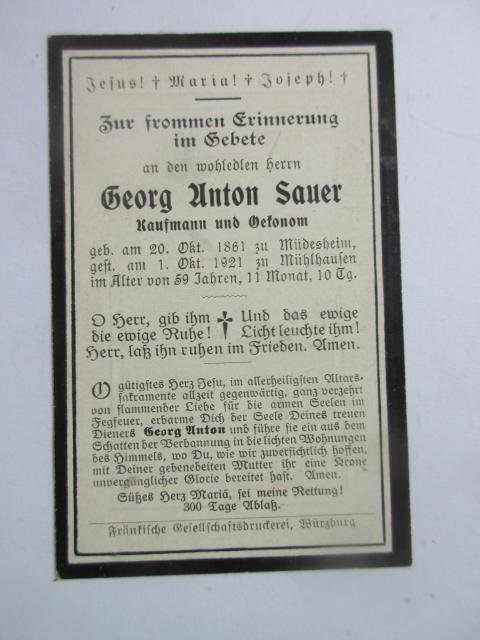 Jesus! † Maria! † Joseph! †
Zur frommen Erinnerung
im Gebete
an den wohledlen Herrn
Georg Anton Sauer
Kaufmann und Oekonom
geb. am 20. Okt. 1861 zu Müdesheim,
gest. am 1. Okt. 1921 zu Mühlhausen
im Alter von 59 Jahren, 11 Monat, 10 Tg.
O Herr, gib ihm † Und das ewige
die ewige Ruhe! Licht leuchte ihm!
Herr, laß ihn ruhen im Frieden. Amen.
O gütigstes Herz Jesu, im allerheiligsten Altars-
sakramente allzeit gegenwärtig, ganz verzehrt
von flammender Liebe für die armen Seelen im
Fegfeuer, erbarme Dich der Seele Deines treuen
Dieners Georg Anton und führe sie ein aus dem
Schatten der Verbannung in die lichten Wohnungen
des Himmels, wo Du, wie wir zuversichtlich hoffen,
mit Deiner gebenedeiten Mutter ihr eine Krone
unvergänglicher Glorie bereitet hast. Amen.
Süßes Herz Mariä, sei meine Rettung!
300 Tage Ablaß.
Fränkische Gesellschaftsdruckerei, Würzburg